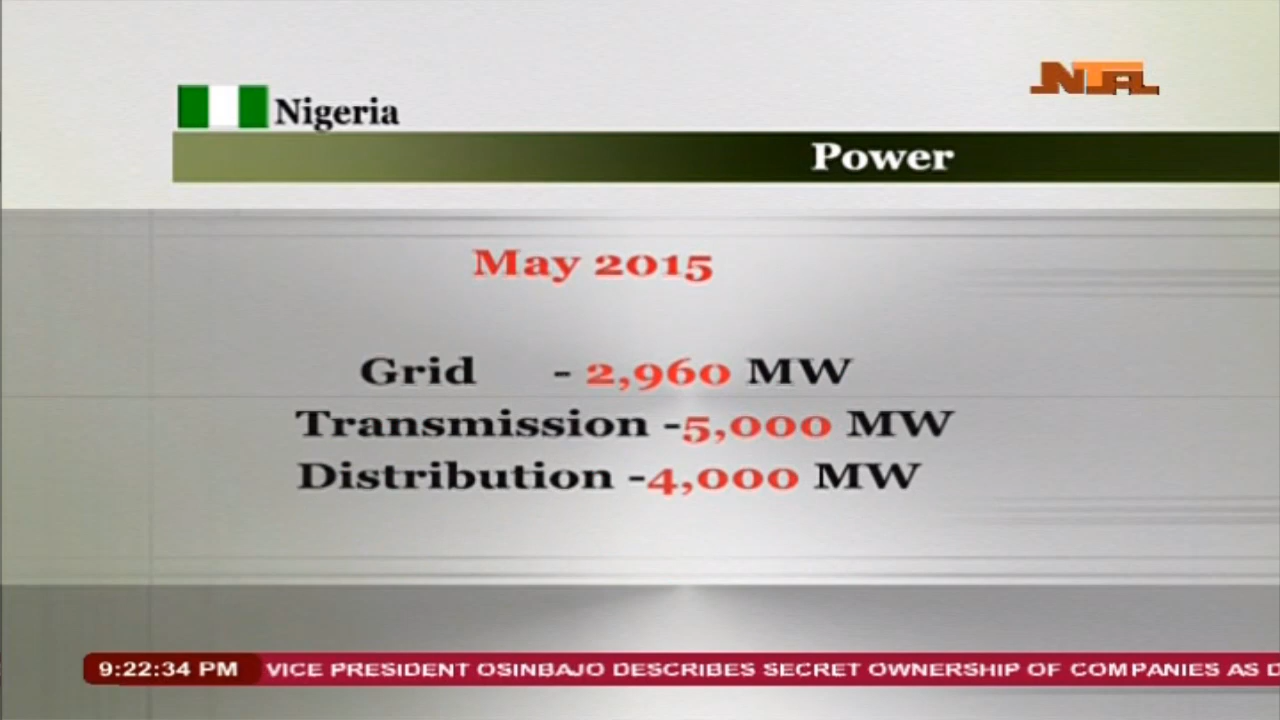 NTA
Nigeria
Power
May 2015
Grid - 2,960 MW
Transmission -5,000 MW
Distribution -4,000 MW
9:22:34 PM VICE PRESIDENT OSINBAJO DESCRIBES SECRET OWNERSHIP OF COMPANIES AS